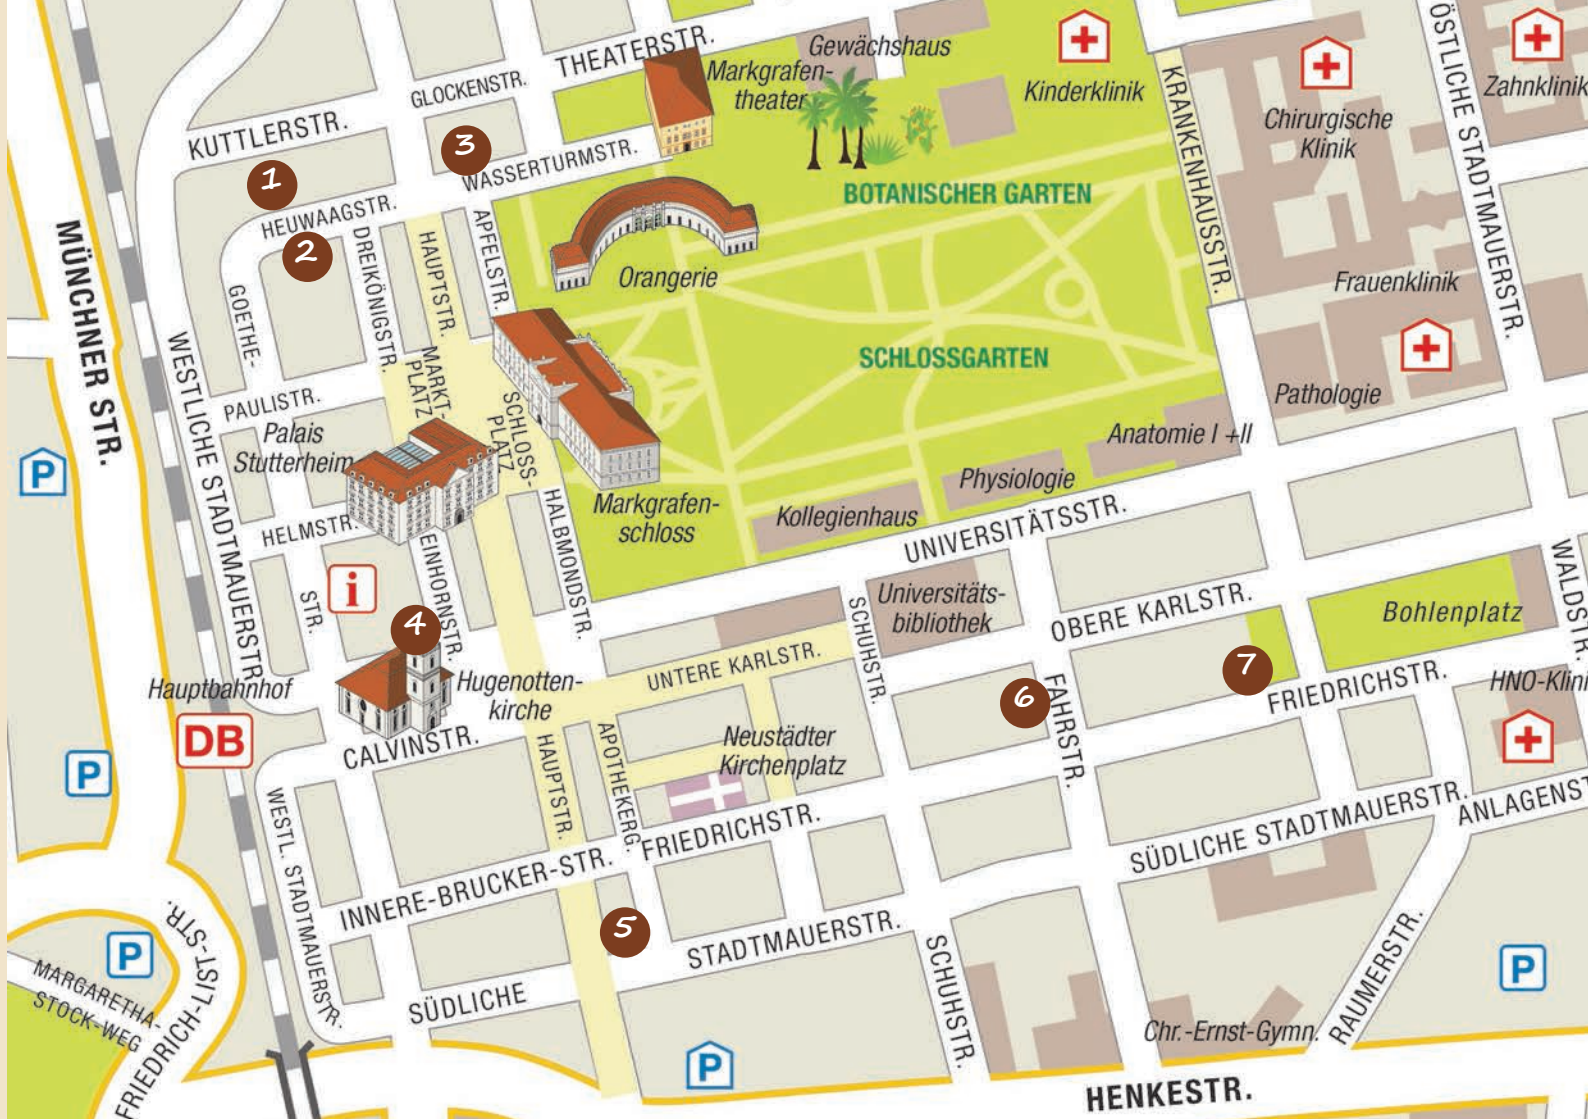 THEATERSTR.
GLOCKENSTR.
KUTTLERSTR.
Gewächshaus
Markgrafen-
theater
Kinderklinik
Chirurgische
Klinik
Zahnklinik
ÖSTLICHE STADTMAUERSTR.
KRANKENHAUSSTR.
1
3
WASSERTURMSTR.
HEUWAAGSTR.
2
BOTANISCHER GARTEN
MÜNCHNER STR.
DREIKÖNIGSTR.
HAUPTSTR.
APFELSTR.
Orangerie
Frauenklinik
GOETHE-
STR.
WESTLICHE STADTMAUERSTR.
SCHLOSSGARTEN
MARKT-
PLATZ
SCHLOSS-
PLATZ
PAULISTR.
Palais
Stutterheim
Pathologie
Anatomie I +II
Physiologie
Kollegienhaus
Markgrafen-
schloss
P
HELMSTR.
EINHORNSTR.
HALBMONDSTR.
UNIVERSITÄTSSTR.
Universitäts-
bibliothek
SCHUHSTR.
OBERE KARLSTR.
Bohlenplatz
WALDSTR.
i
4
Hugenotten-
kirche
UNTERE KARLSTR.
Hauptbahnhof
DB
CALVINSTR.
HAUPTSTR.
APOTHEKERG.
Neustädter
Kirchenplatz
6
FAHRSTR.
7
FRIEDRICHSTR.
HNO-Klini
P
WESTL. STADTMAUERSTR.
INNERE-BRUCKER-STR.
FRIEDRICHSTR.
SÜDLICHE STADTMAUERSTR.
ANLAGENST
5
SÜDLICHE
STADTMAUERSTR.
SCHUHSTR.
RAUMERSTR.
P
P
MARGARETHA-
STOCK-WEG
FRIEDRICH-LIST-STR.
P
Chr.-Ernst-Gymn.
HENKESTR.